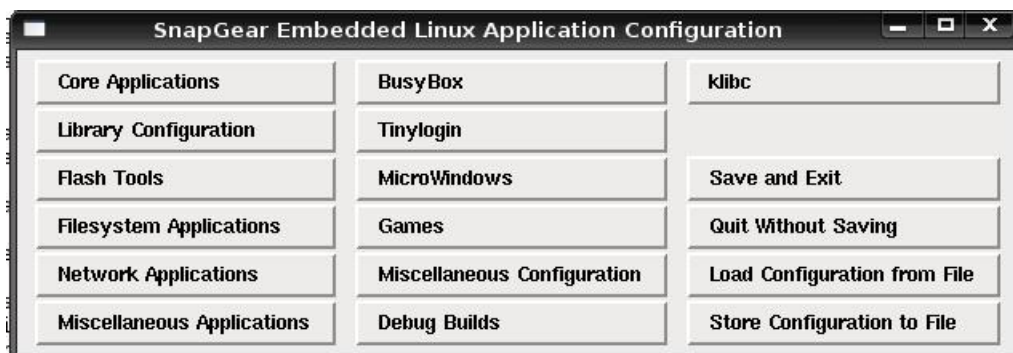 SnapGear Embedded Linux Application Configuration
Core Applications
BusyBox
klibc
Library Configuration
Tinylogin
Flash Tools
MicroWindows
Save and Exit
Filesystem Applications
Games
Quit Without Saving
Network Applications
Miscellaneous Configuration
Load Configuration from File
Miscellaneous Applications
Debug Builds
Store Configuration to File